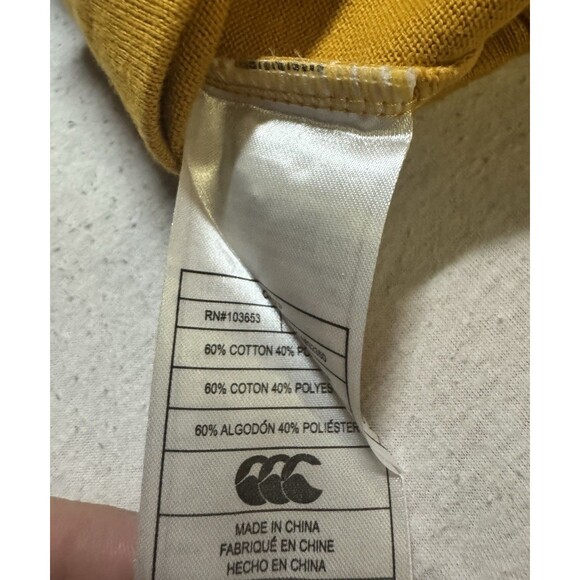 RN#103653
60% COTTON 40%
60% COTON 40% POLYES
60% ALGODÓN 40% POLIÉSTER
MADE IN CHINA
FABRIQUÉ EN CHINE
HECHO EN CHINA